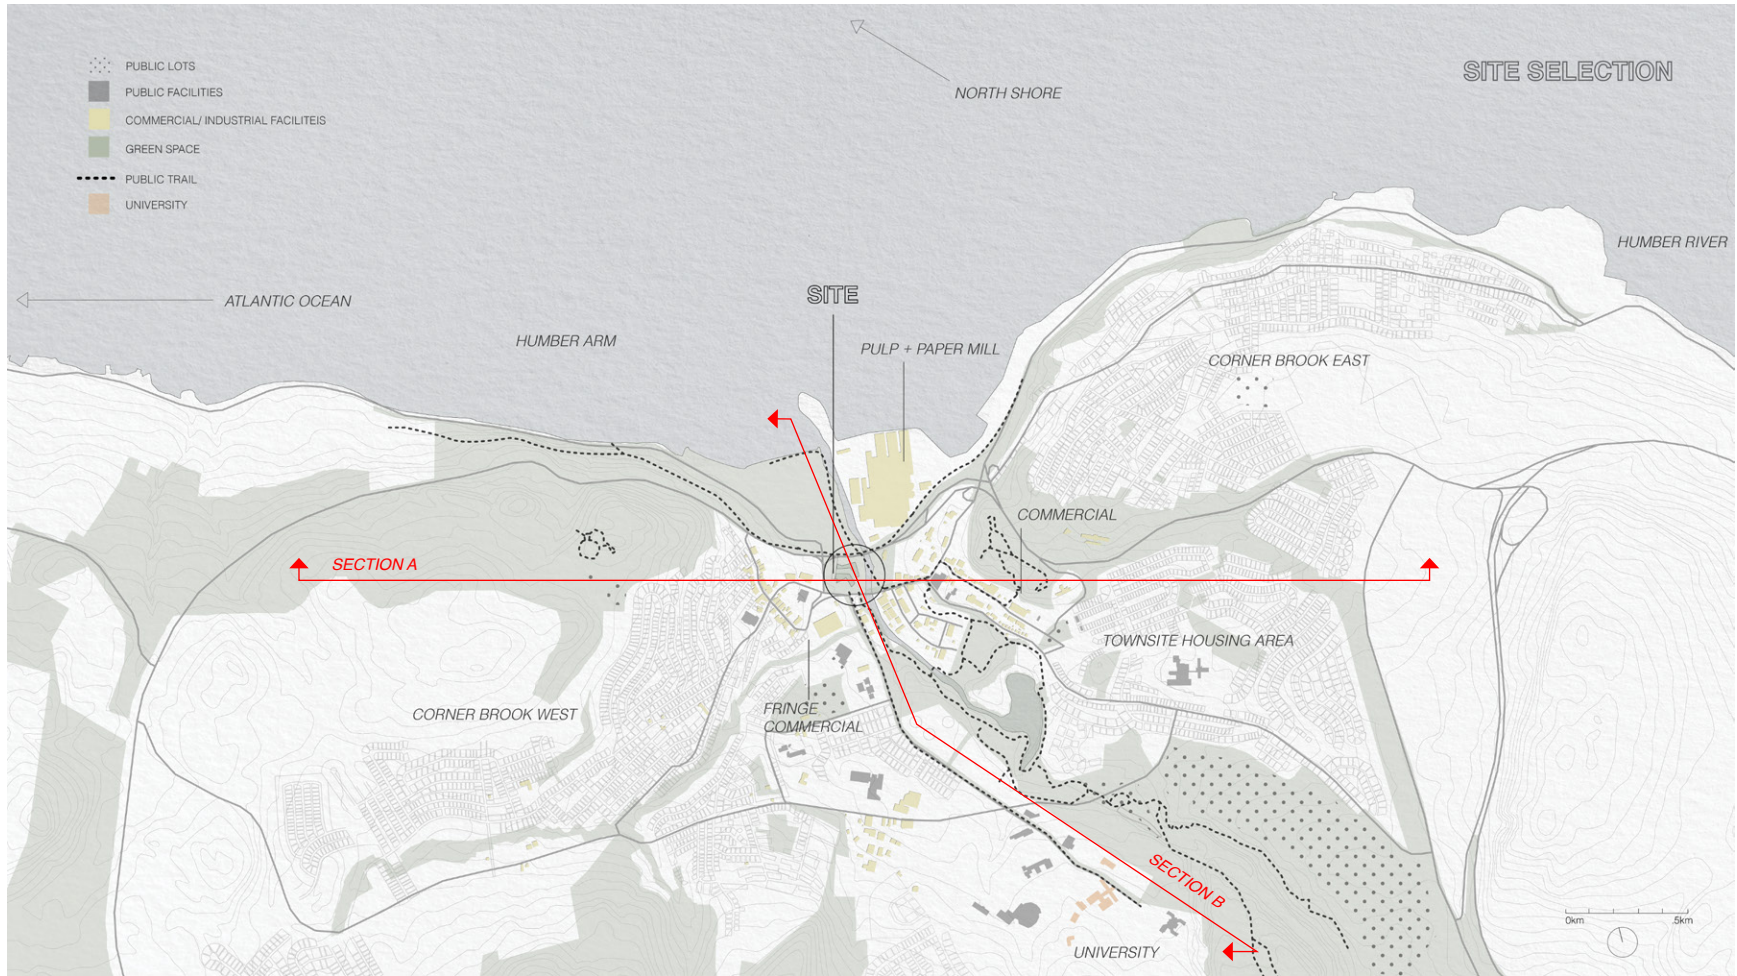 PUBLIC LOTS
PUBLIC FACILITIES
COMMERCIAL/ INDUSTRIAL FACILITEIS
GREEN SPACE
PUBLIC TRAIL
UNIVERSITY
SITE SELECTION
NORTH SHORE
HUMBER RIVER
ATLANTIC OCEAN
SITE
HUMBER ARM
PULP + PAPER MILL
CORNER BROOK EAST
COMMERCIAL
SECTION A
TOWNSITE HOUSING AREA
CORNER BROOK WEST
FRINGE
COMMERCIAL
SECTION B
UNIVERSITY
0km
.5km